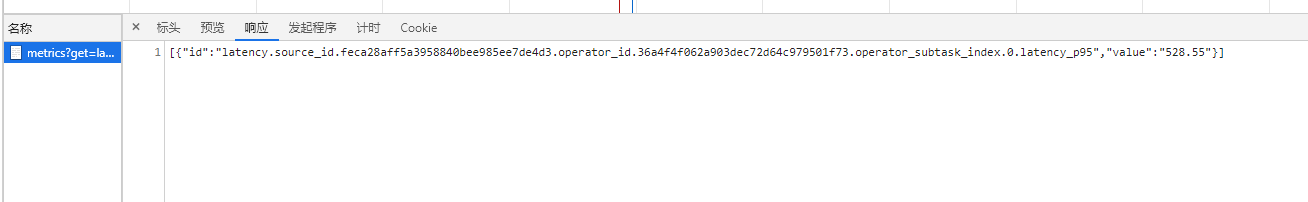 名称
× 标头 预览 响应 发起程序 计时 Cookie
metrics?get=la...
1 [{"id":"latency.source_id.feca28aff5a3958840bee985ee7de4d3.operator_id.36a4f4f062a903dec72d64c979501f73.operator_subtask_index.0.latency_p95","value":"528.55"}]